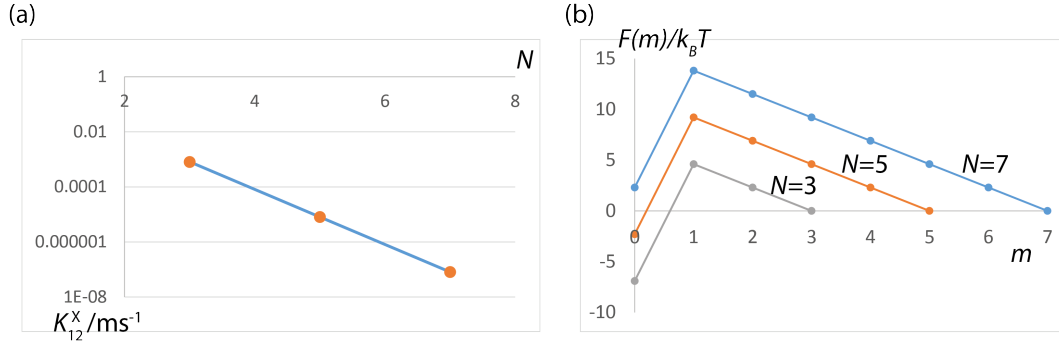 (a)
N
1
2
4
6
8
0.01
0.0001
0.000001
1E-08
K₁₂ˣ/ms⁻¹
(b)
F(m)/k_BT
15
10
5
0
-5
-10
0 1 2 3 4 5 6 7
m
N=3
N=5
N=7